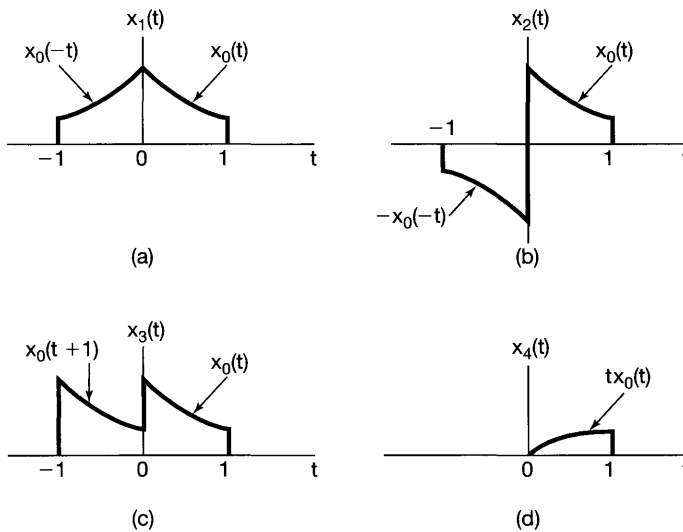 x₁(t)
x₀(−t)
x₀(t)
−1 0 1 t
(a)
x₂(t)
x₀(t)
−1
0 1
−x₀(−t)
(b)
x₃(t)
x₀(t + 1)
x₀(t)
−1 0 1 t
(c)
x₄(t)
tx₀(t)
0 1
(d)